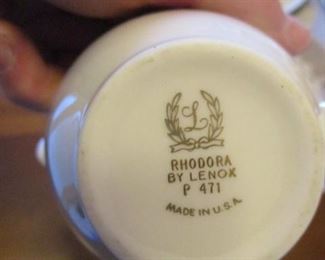 L
RHODORA
BY LENOX
P 471
MADE IN U.S.A.